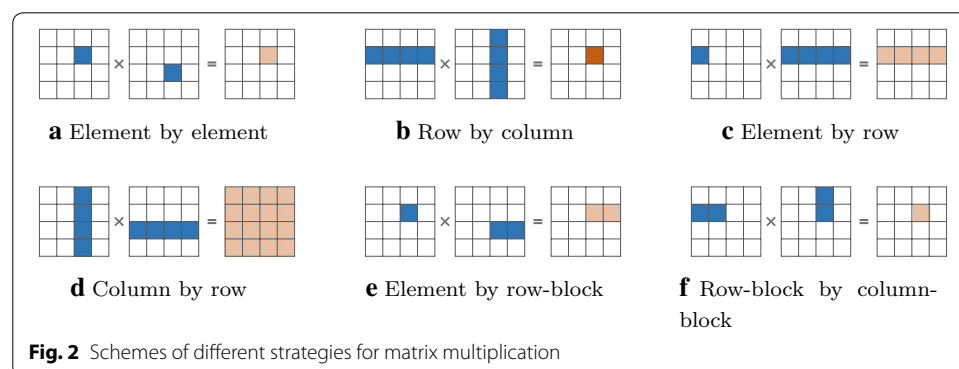 × =
× =
× =
a Element by element
b Row by column
c Element by row
× =
× =
× =
d Column by row
e Element by row-block
f Row-block by column-
block
Fig. 2 Schemes of different strategies for matrix multiplication